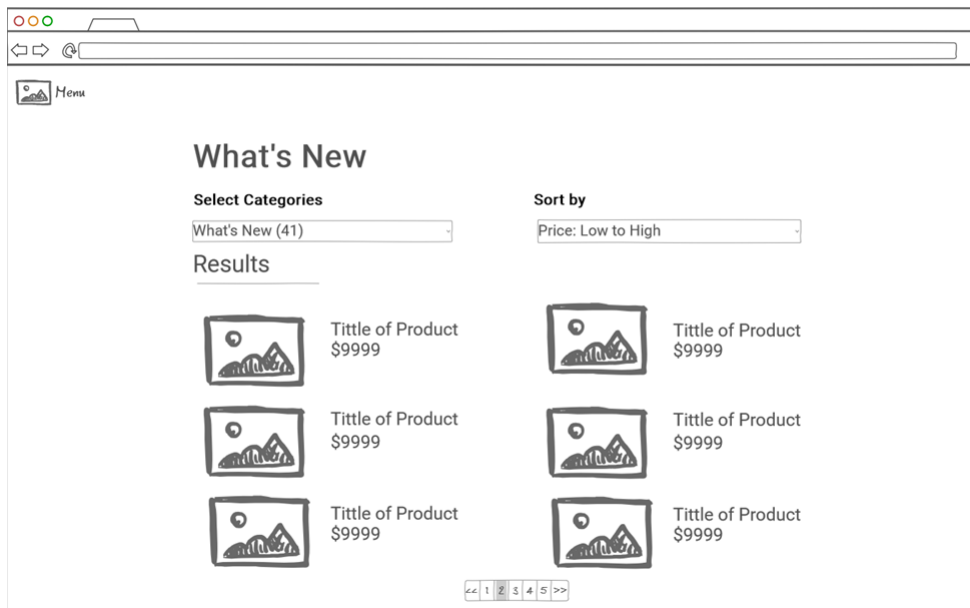 Menu
What's New
Select Categories
Sort by
What's New (41)
Price: Low to High
Results
Tittle of Product
$9999
Tittle of Product
$9999
Tittle of Product
$9999
Tittle of Product
$9999
Tittle of Product
$9999
Tittle of Product
$9999
<< 1 2 3 4 5 >>